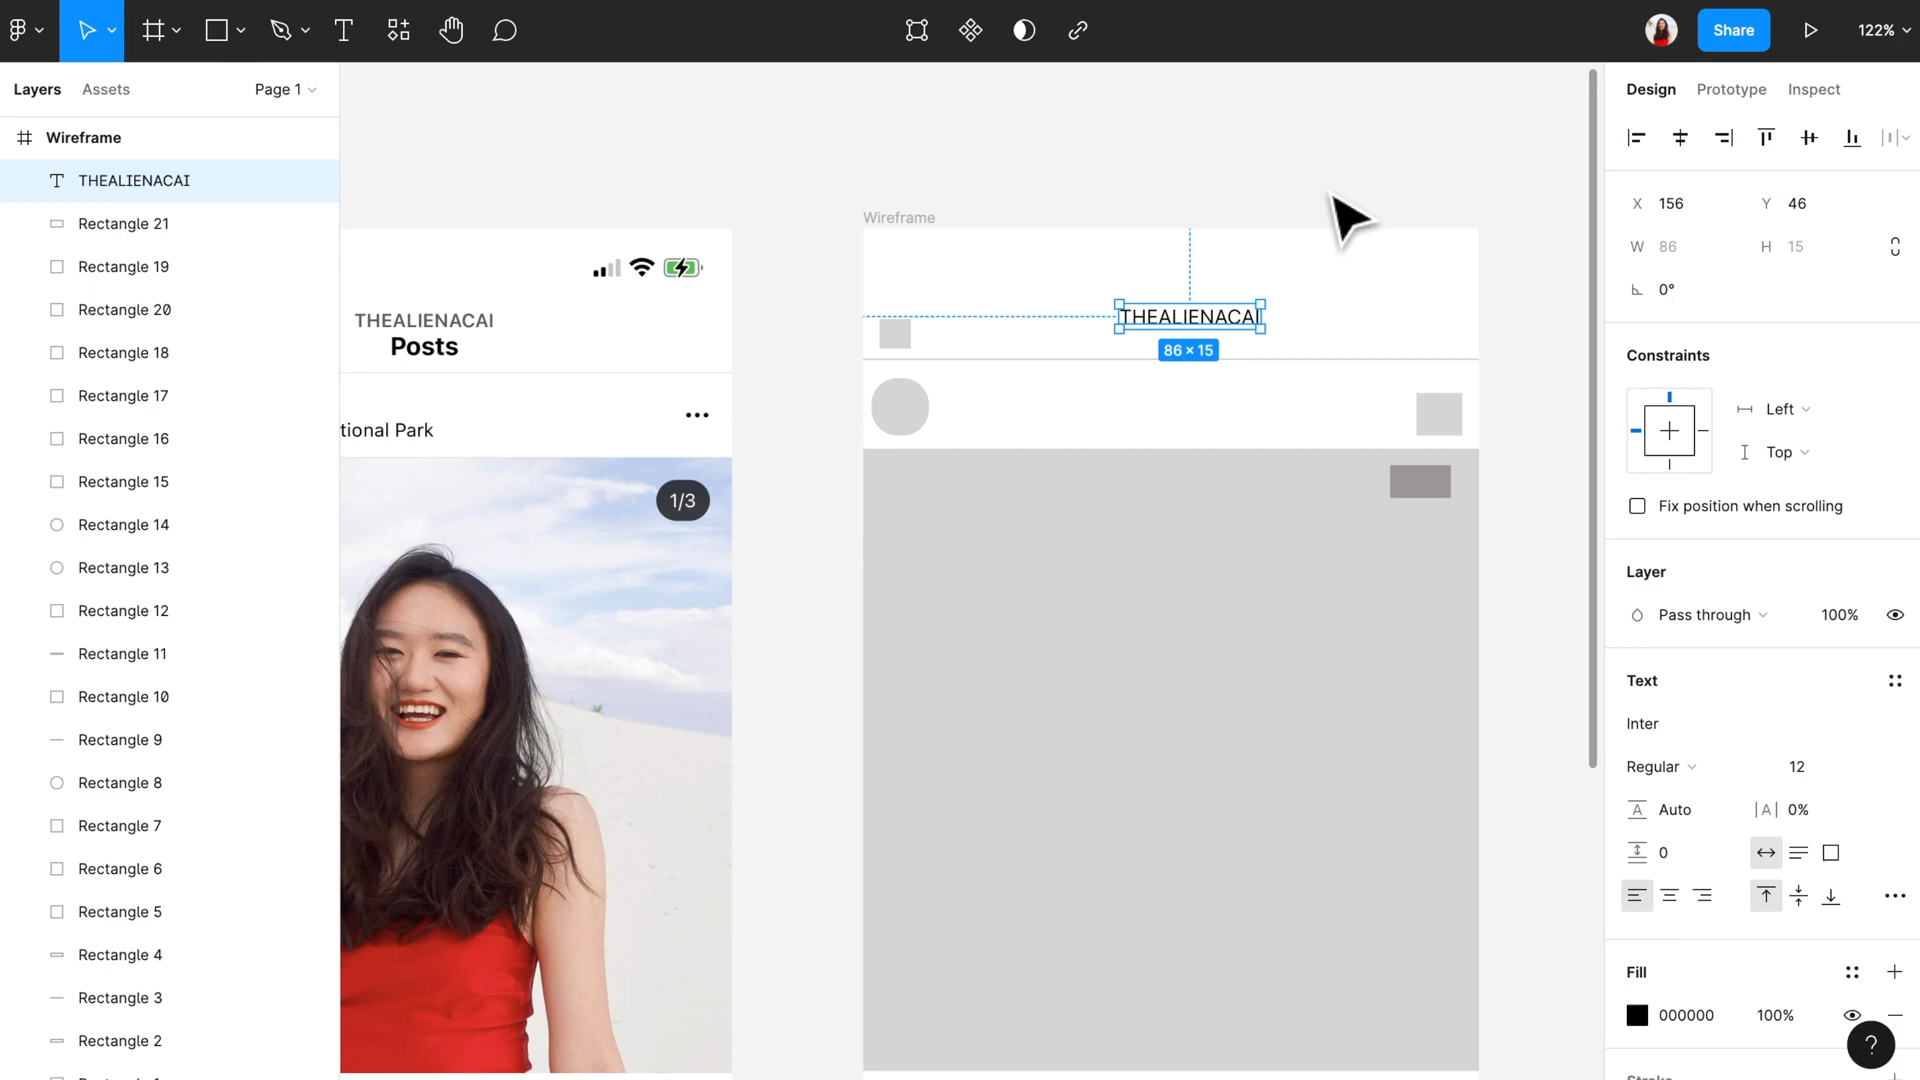 Share
122%
Layers
Assets
Page 1
Design
Prototype
Inspect
Wireframe
THEALIENACAI
Rectangle 21
Rectangle 19
Rectangle 20
Rectangle 18
Rectangle 17
Rectangle 16
Rectangle 15
Rectangle 14
Rectangle 13
Rectangle 12
Rectangle 11
Rectangle 10
Rectangle 9
Rectangle 8
Rectangle 7
Rectangle 6
Rectangle 5
Rectangle 4
Rectangle 3
Rectangle 2
THEALIENACAI
Posts
tional Park
1/3
Wireframe
THEALIENACAI
86 × 15
X 156
Y 46
W 86
H 15
0°
Constraints
Left
Top
Fix position when scrolling
Layer
Pass through
100%
Text
Inter
Regular
12
Auto
|A| 0%
0
Fill
000000
100%
?